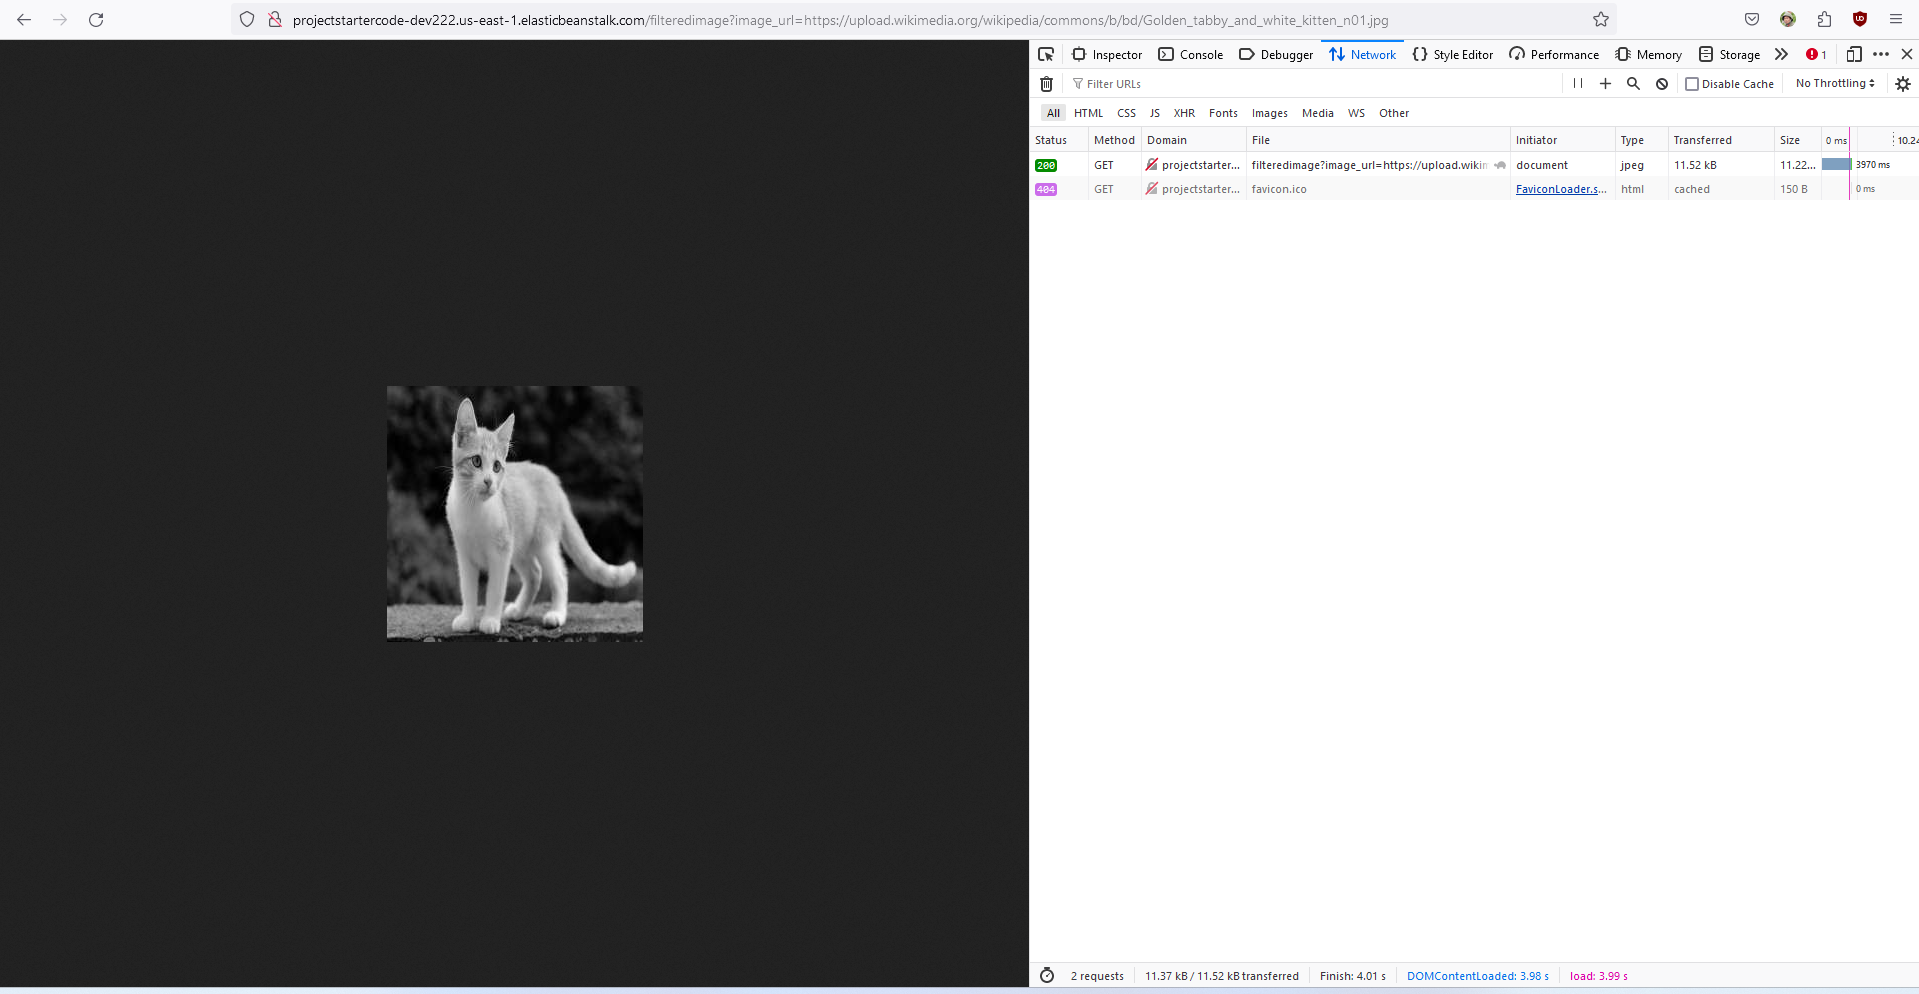 projectstartercode-dev222.us-east-1.elasticbeanstalk.com/filteredimage?image_url=https://upload.wikimedia.org/wikipedia/commons/b/bd/Golden_tabby_and_white_kitten_n01.jpg
Inspector Console Debugger Network Style Editor Performance Memory Storage 1
Filter URLs Disable Cache No Throttling
All HTML CSS JS XHR Fonts Images Media WS Other
Status Method Domain File Initiator Type Transferred Size 0 ms 10.24
200 GET projectstarter... filteredimage?image_url=https://upload.wikin document jpeg 11.52 kB 11.22... 3970 ms
404 GET projectstarter... favicon.ico FaviconLoader.s... html cached 150 B 0 ms
2 requests 11.37 kB / 11.52 kB transferred Finish: 4.01 s DOMContentLoaded: 3.98 s load: 3.99 s